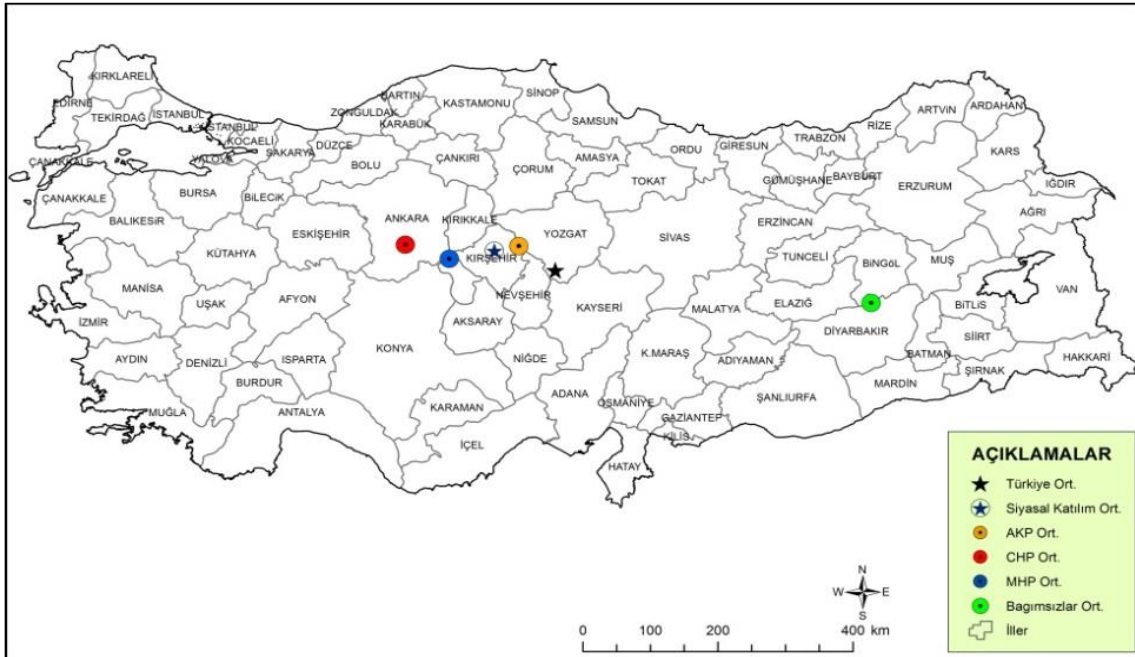 KIRKLARELİ
EDİRNE
TEKİRDAĞ
İSTANBUL
İSTANBUL
KOCAELİ
YALOVA
SAKARYA
DÜZCE
ZONGULDAK
BARTIN
KARABÜK
KASTAMONU
SİNOP
SAMSUN
ORDU
GİRESUN
TRABZON
RİZE
ARTVİN
ARDAHAN
KARS
ÇANAKKALE
ÇANAKKALE
BALIKESİR
BURSA
BİLECİK
BOLU
ÇANKIRI
ÇORUM
AMASYA
TOKAT
GÜMÜŞHANE
BAYBURT
ERZURUM
IĞDIR
AĞRI
KÜTAHYA
ESKİŞEHİR
ANKARA
KIRIKKALE
KIRŞEHİR
YOZGAT
SİVAS
ERZİNCAN
TUNCELİ
BİNGÖL
MUŞ
MANİSA
UŞAK
AFYON
NEVŞEHİR
KAYSERİ
MALATYA
ELAZIĞ
DİYARBAKIR
BİTLİS
VAN
İZMİR
AYDIN
DENİZLİ
ISPARTA
KONYA
AKSARAY
NİĞDE
K.MARAŞ
ADIYAMAN
BATMAN
SİİRT
ŞIRNAK
HAKKARİ
MUĞLA
BURDUR
ANTALYA
KARAMAN
İÇEL
ADANA
OSMANİYE
GAZİANTEP
KİLİS
ŞANLIURFA
MARDİN
HATAY
AÇIKLAMALAR
Türkiye Ort.
Siyasal Katılım Ort.
AKP Ort.
CHP Ort.
MHP Ort.
Bagımsızlar Ort.
İller
N
W E
S
0 100 200 400 km